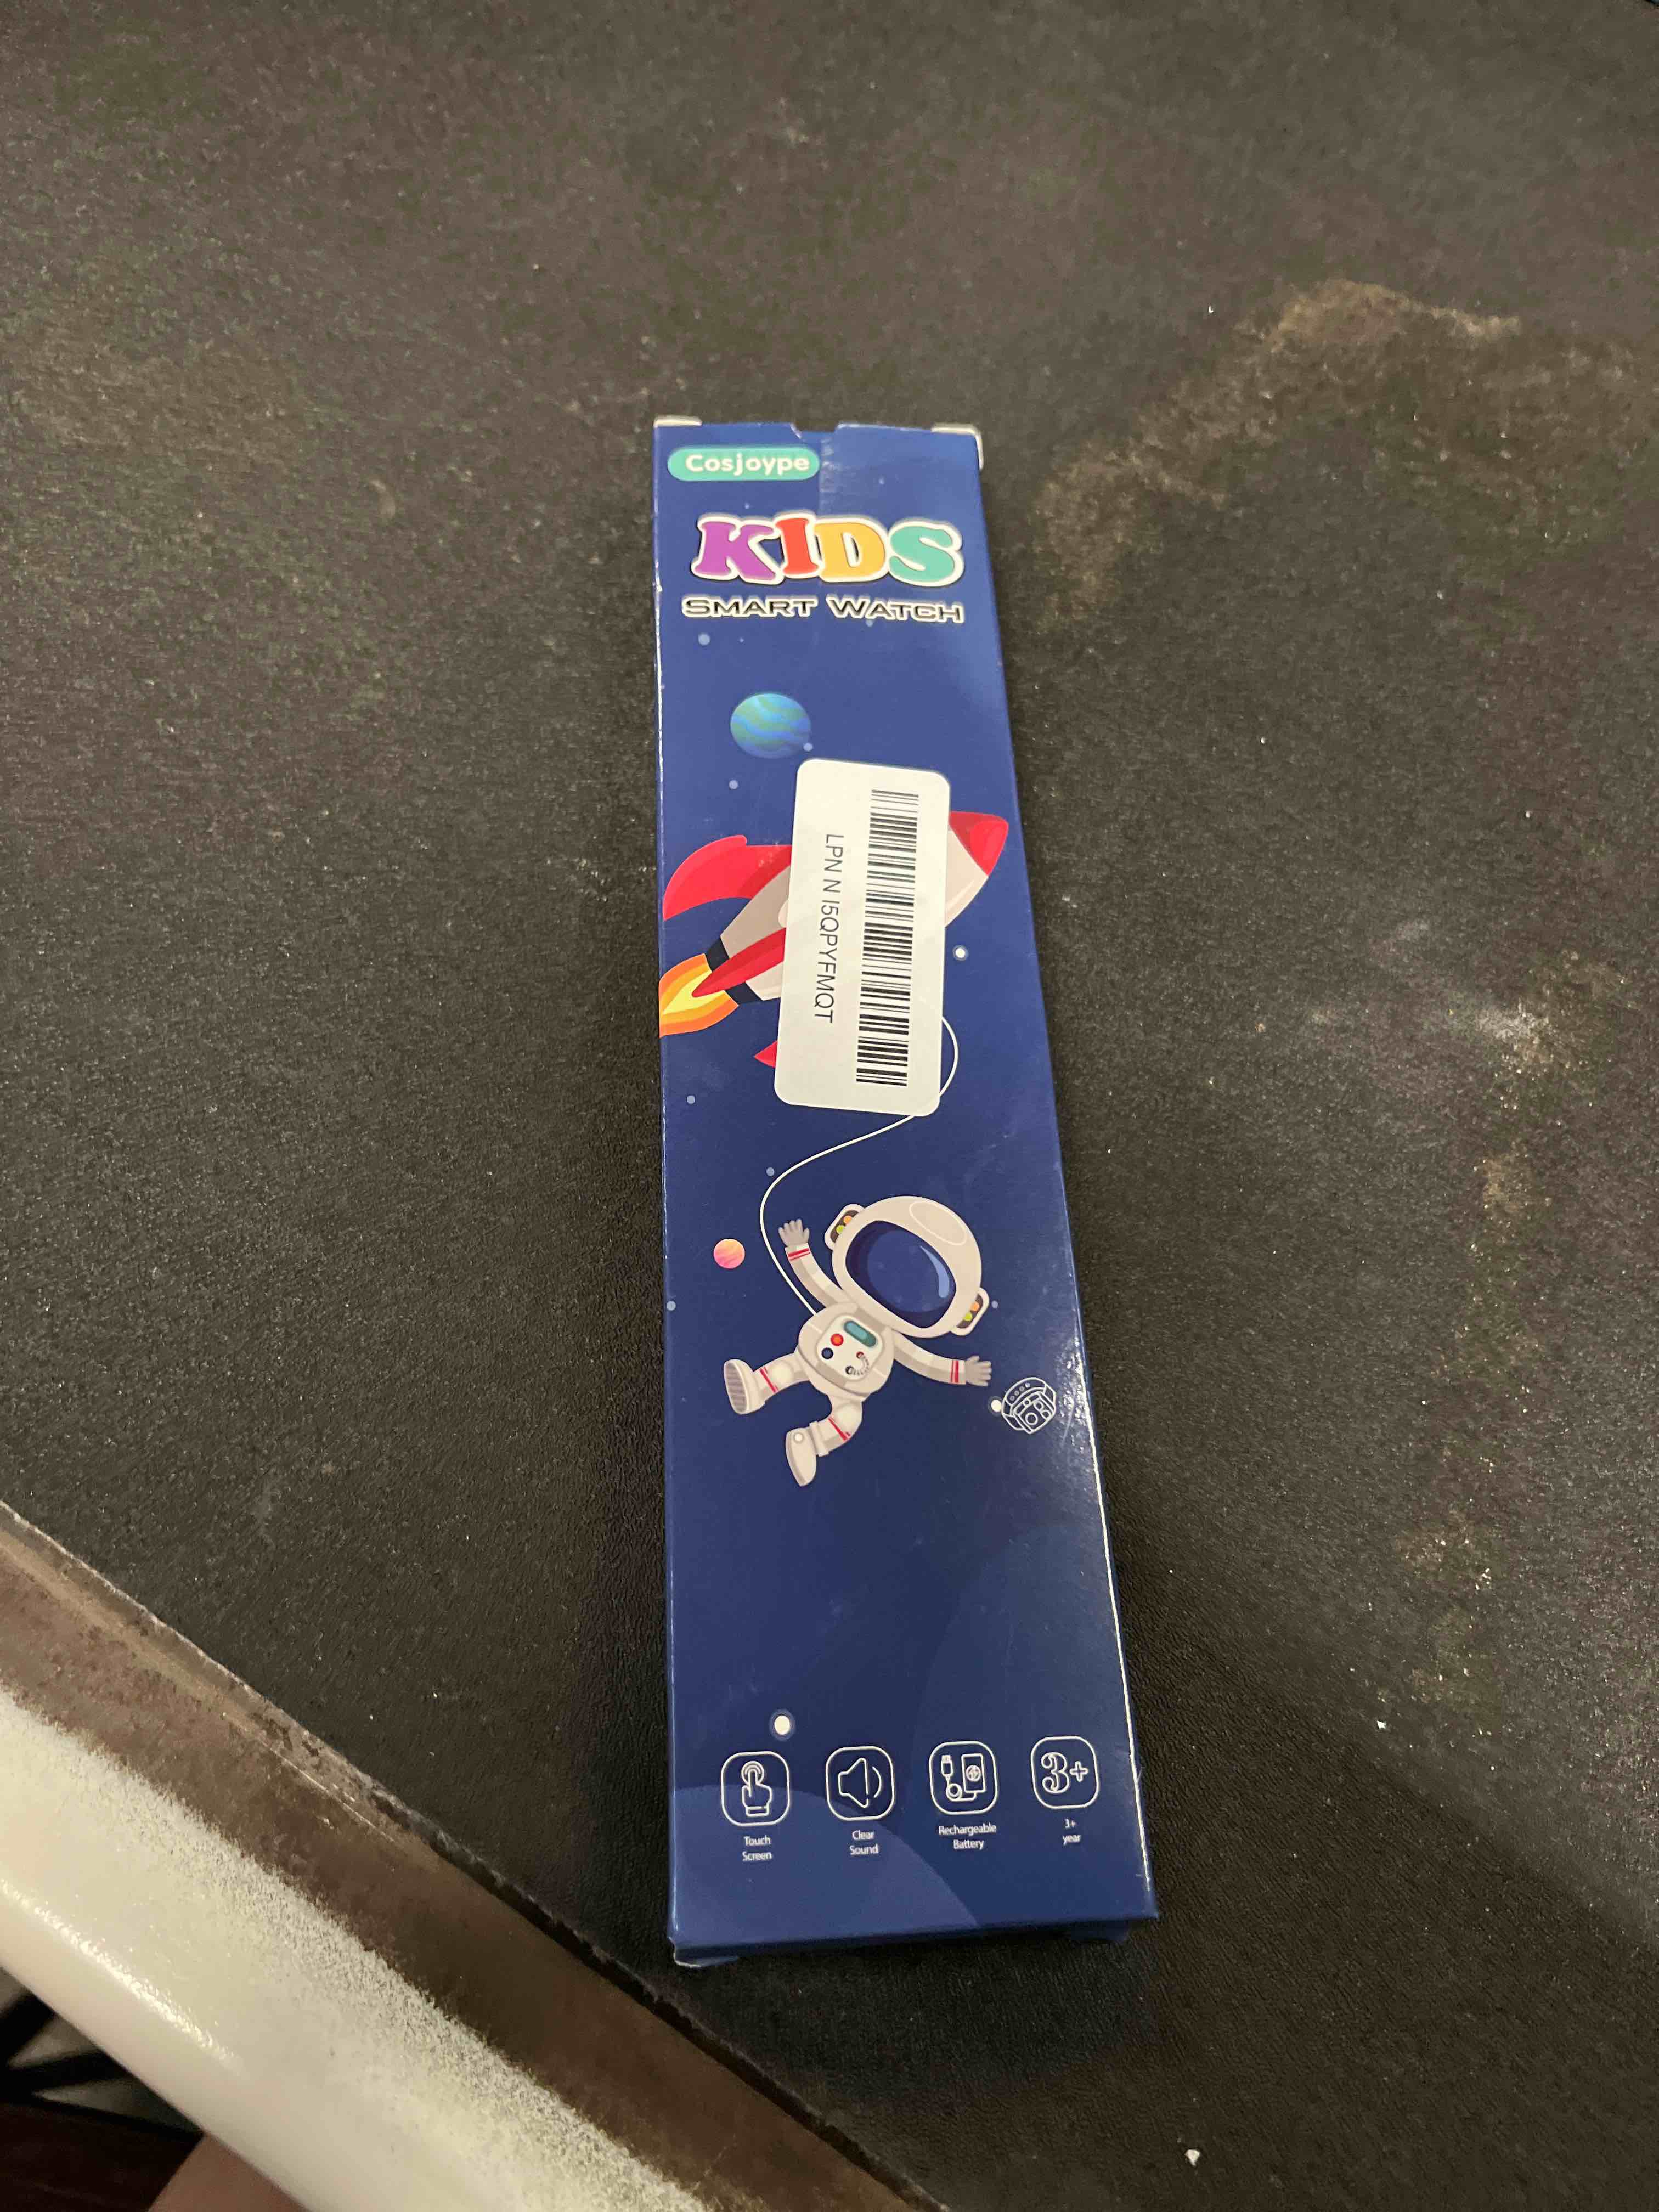 Cosjoype
KIDS
SMART WATCH
LPN N I5QPYFMQT
3+
Touch
Screen
Clear
Sound
Rechargeable
Battery
3+
year